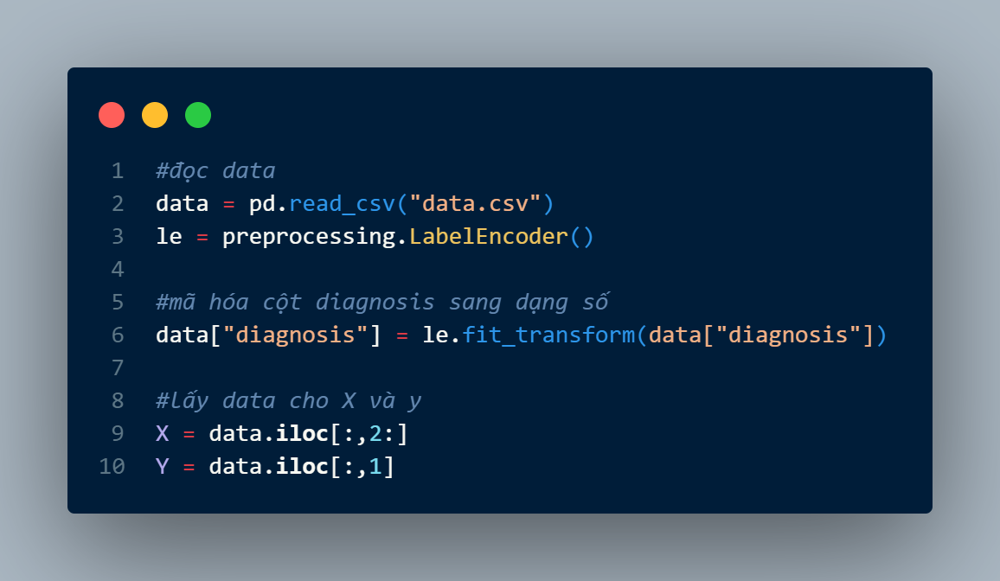 1 #đọc data
2 data = pd.read_csv("data.csv")
3 le = preprocessing.LabelEncoder()
4
5 #mã hóa cột diagnosis sang dạng số
6 data["diagnosis"] = le.fit_transform(data["diagnosis"])
7
8 #lấy data cho X và y
9 X = data.iloc[:,2:]
10 Y = data.iloc[:,1]